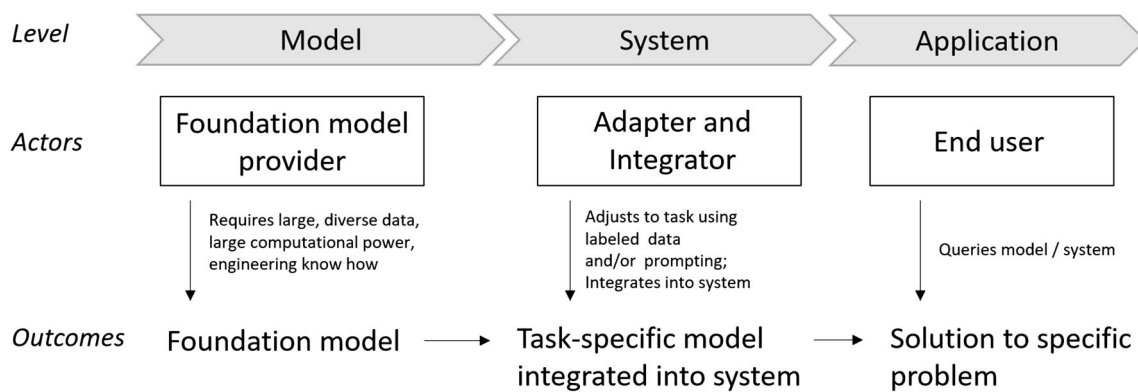 Level
Model
System
Application
Actors
Foundation model
provider
Adapter and
Integrator
End user
Requires large, diverse data,
large computational power,
engineering know how
Adjusts to task using
labeled data
and/or prompting;
Integrates into system
Queries model / system
Outcomes
Foundation model
Task-specific model
integrated into system
Solution to specific
problem